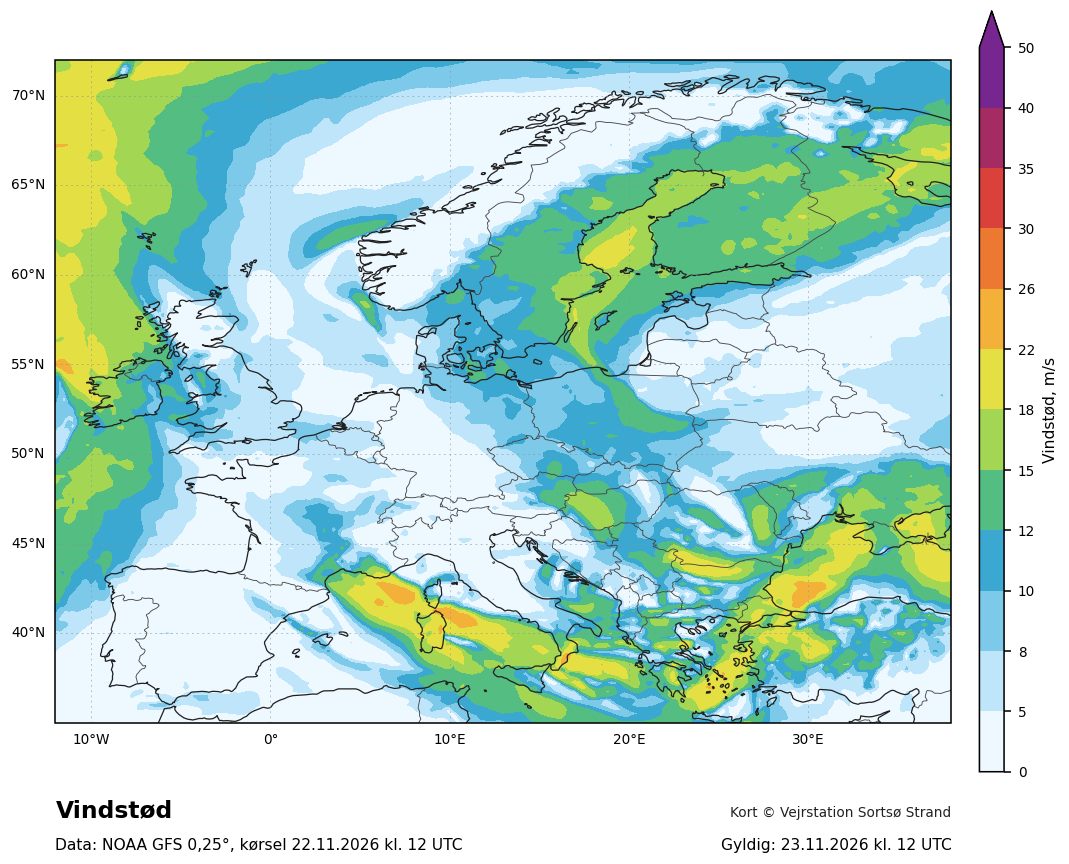 50
40
35
30
26
22
18
15
12
10
8
5
0
Vindstød, m/s
70°N
65°N
60°N
55°N
50°N
45°N
40°N
10°W
0°
10°E
20°E
30°E
Vindstød
Kort © Vejrstation Sortsø Strand
Data: NOAA GFS 0,25°, kørsel 22.11.2026 kl. 12 UTC
Gyldig: 23.11.2026 kl. 12 UTC